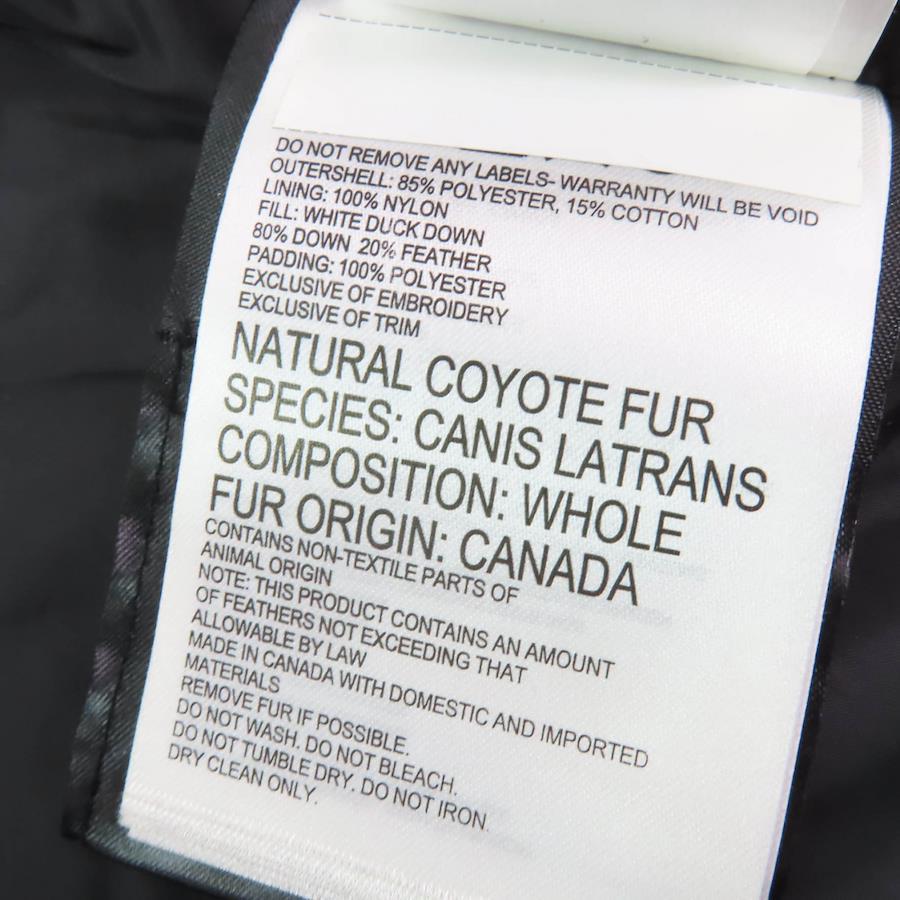 DO NOT REMOVE ANY LABELS- WARRANTY WILL BE VOID
OUTERSHELL: 85% POLYESTER, 15% COTTON
LINING: 100% NYLON
FILL: WHITE DUCK DOWN
80% DOWN 20% FEATHER
PADDING: 100% POLYESTER
EXCLUSIVE OF EMBROIDERY
EXCLUSIVE OF TRIM
NATURAL COYOTE FUR
SPECIES: CANIS LATRANS
COMPOSITION: WHOLE
FUR ORIGIN: CANADA
CONTAINS NON-TEXTILE PARTS OF
ANIMAL ORIGIN
NOTE: THIS PRODUCT CONTAINS AN AMOUNT
OF FEATHERS NOT EXCEEDING THAT
ALLOWABLE BY LAW
MADE IN CANADA WITH DOMESTIC AND IMPORTED
MATERIALS
REMOVE FUR IF POSSIBLE.
DO NOT WASH. DO NOT BLEACH.
DO NOT TUMBLE DRY. DO NOT IRON.
DRY CLEAN ONLY.